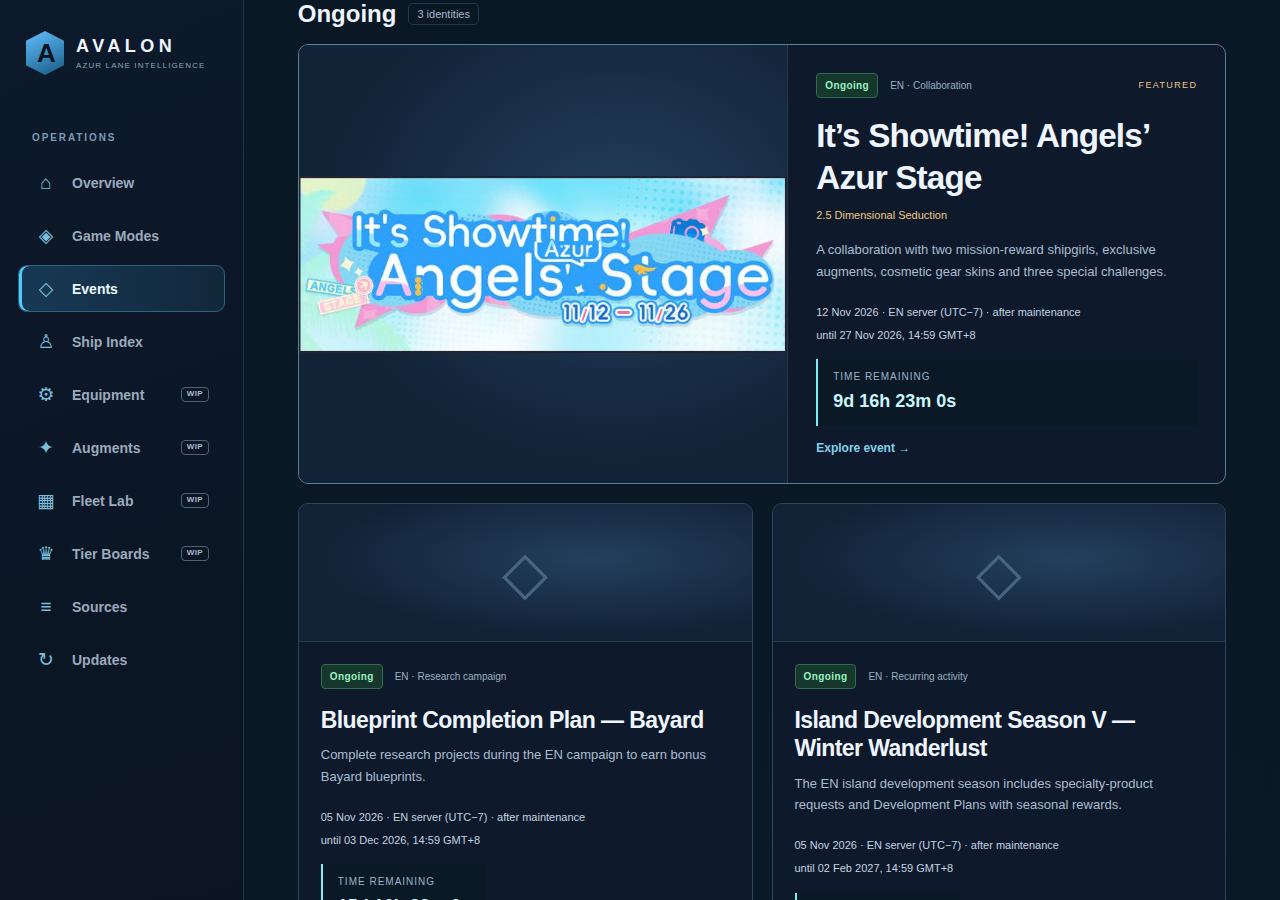 A
AVALON
AZUR LANE INTELLIGENCE
OPERATIONS
Overview
Game Modes
Events
Ship Index
Equipment WIP
Augments WIP
Fleet Lab WIP
Tier Boards WIP
Sources
Updates
Ongoing 3 identities
It's Showtime!
Azur
Angels' Stage
ANGELS
STAGE
11/12 — 11/26
Ongoing EN · Collaboration FEATURED
It’s Showtime! Angels’
Azur Stage
2.5 Dimensional Seduction
A collaboration with two mission-reward shipgirls, exclusive
augments, cosmetic gear skins and three special challenges.
12 Nov 2026 · EN server (UTC−7) · after maintenance
until 27 Nov 2026, 14:59 GMT+8
TIME REMAINING
9d 16h 23m 0s
Explore event →
Ongoing EN · Research campaign
Blueprint Completion Plan — Bayard
Complete research projects during the EN campaign to earn bonus
Bayard blueprints.
05 Nov 2026 · EN server (UTC−7) · after maintenance
until 03 Dec 2026, 14:59 GMT+8
TIME REMAINING
Ongoing EN · Recurring activity
Island Development Season V —
Winter Wanderlust
The EN island development season includes specialty-product
requests and Development Plans with seasonal rewards.
05 Nov 2026 · EN server (UTC−7) · after maintenance
until 02 Feb 2027, 14:59 GMT+8